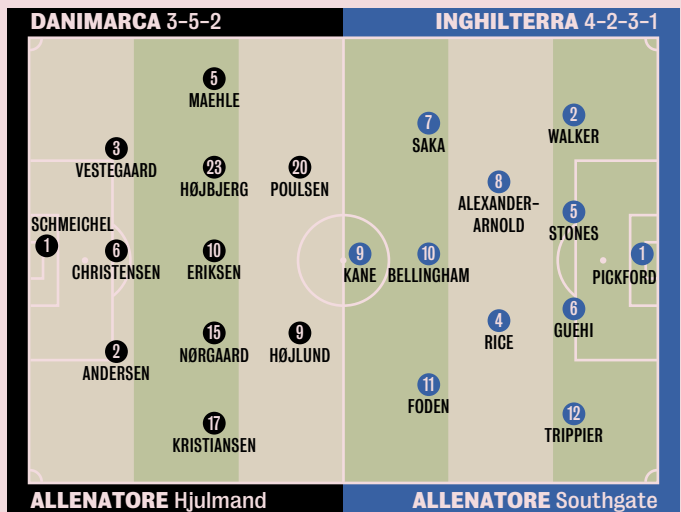 DANIMARCA 3-5-2
INGHILTERRA 4-2-3-1
5
MAEHLE
3
VESTEGAARD
23
HØJBJERG
20
POULSEN
SCHMEICHEL
1
6
CHRISTENSEN
10
ERIKSEN
2
ANDERSEN
15
NØRGAARD
9
HØJLUND
17
KRISTIANSEN
7
SAKA
2
WALKER
8
ALEXANDER-
ARNOLD
5
STONES
9
KANE
10
BELLINGHAM
1
PICKFORD
4
RICE
6
GUEHI
11
FODEN
12
TRIPPIER
ALLENATORE Hjulmand
ALLENATORE Southgate